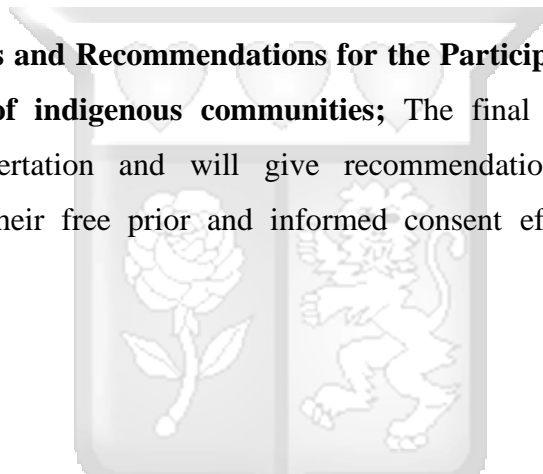 s and Recommendations for the Particip
of indigenous communities; The final
ertation and will give recommendatio
heir free prior and informed consent ef